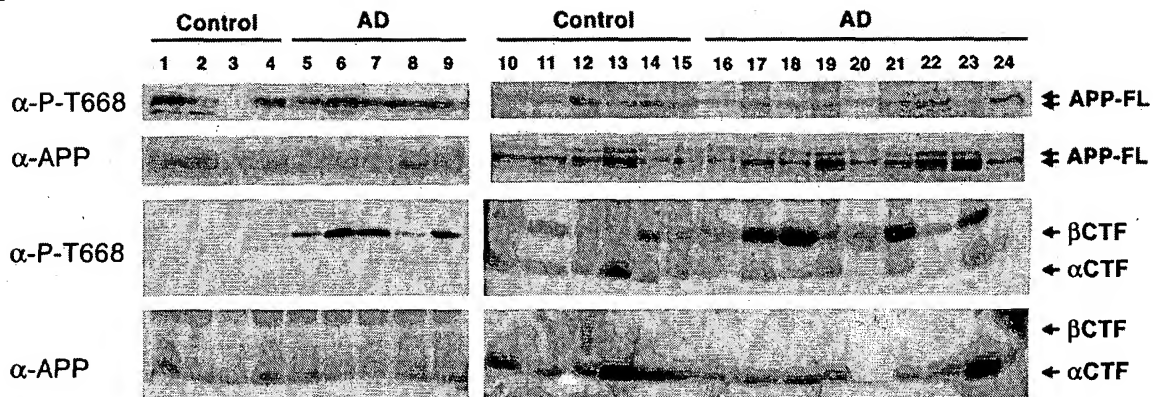 Control AD Control AD
1 2 3 4 5 6 7 8 9 10 11 12 13 14 15 16 17 18 19 20 21 22 23 24
α-P-T668 APP-FL
α-APP APP-FL
α-P-T668 βCTF
αCTF
α-APP βCTF
αCTF